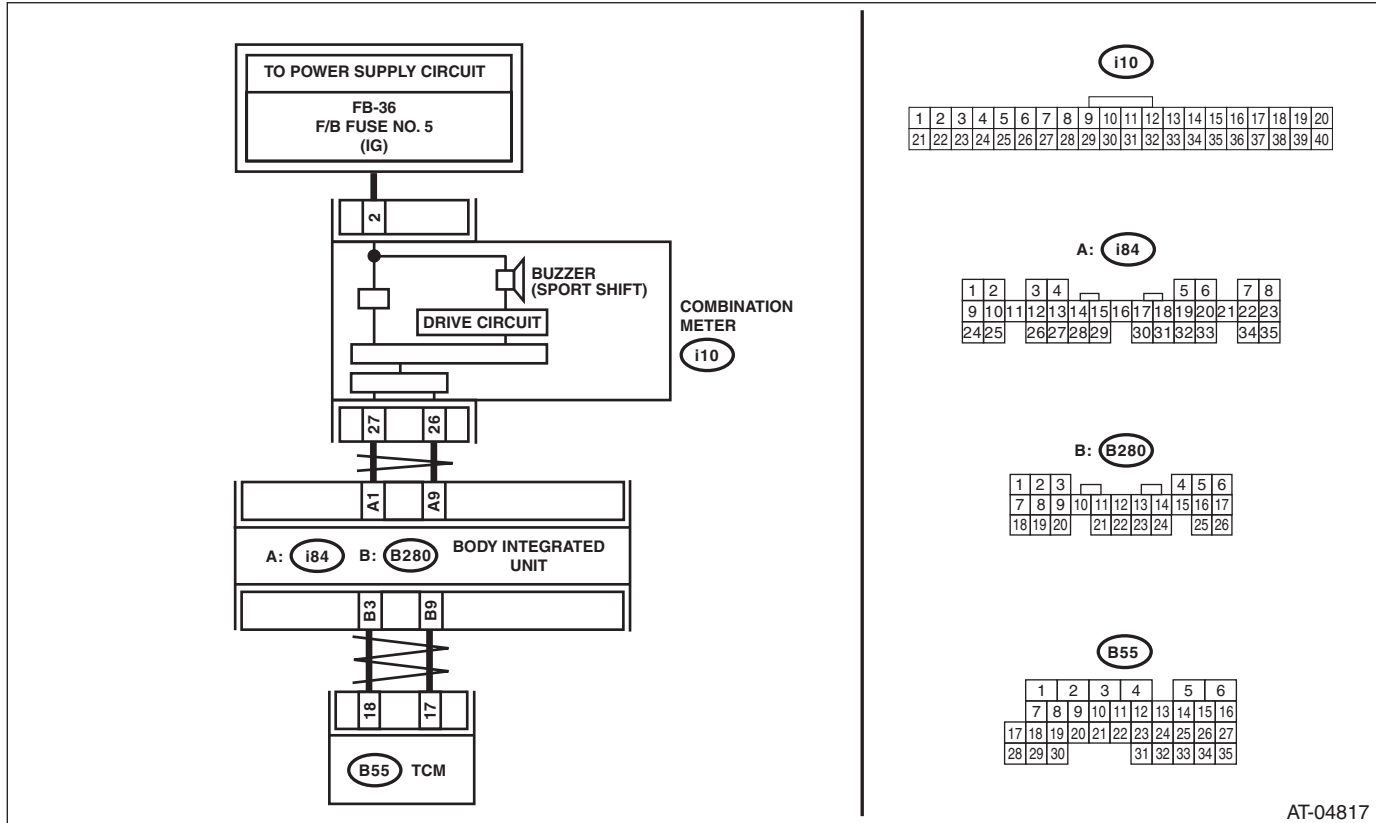 TO POWER SUPPLY CIRCUIT
FB-36
F/B FUSE NO. 5
(IG)
2
BUZZER
(SPORT SHIFT)
DRIVE CIRCUIT
COMBINATION
METER
i10
27 26
A1 A9
A: i84 B: B280 BODY INTEGRATED
UNIT
B3 B9
18 17
B55 TCM
i10
1 2 3 4 5 6 7 8 9 10 11 12 13 14 15 16 17 18 19 20
21 22 23 24 25 26 27 28 29 30 31 32 33 34 35 36 37 38 39 40
A: i84
1 2 3 4 5 6 7 8
9 10 11 12 13 14 15 16 17 18 19 20 21 22 23
24 25 26 27 28 29 30 31 32 33 34 35
B: B280
1 2 3 4 5 6
7 8 9 10 11 12 13 14 15 16 17
18 19 20 21 22 23 24 25 26
B55
1 2 3 4 5 6
7 8 9 10 11 12 13 14 15 16
17 18 19 20 21 22 23 24 25 26 27
28 29 30 31 32 33 34 35
AT-04817